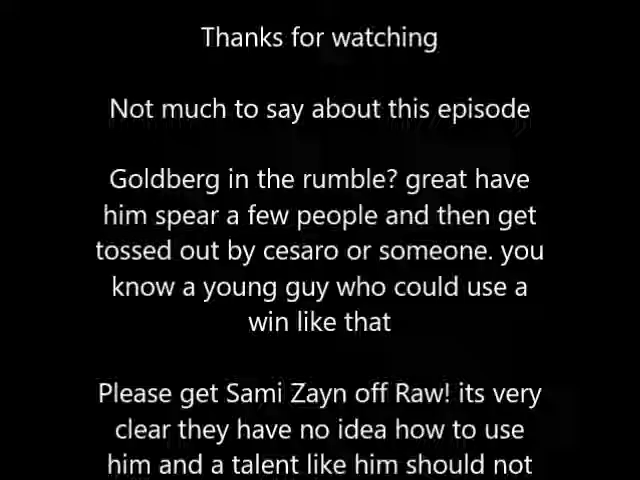 Thanks for watching
Not much to say about this episode
Goldberg in the rumble? great have
him spear a few people and then get
tossed out by cesaro or someone. you
know a young guy who could use a
win like that
Please get Sami Zayn off Raw! its very
clear they have no idea how to use
him and a talent like him should not